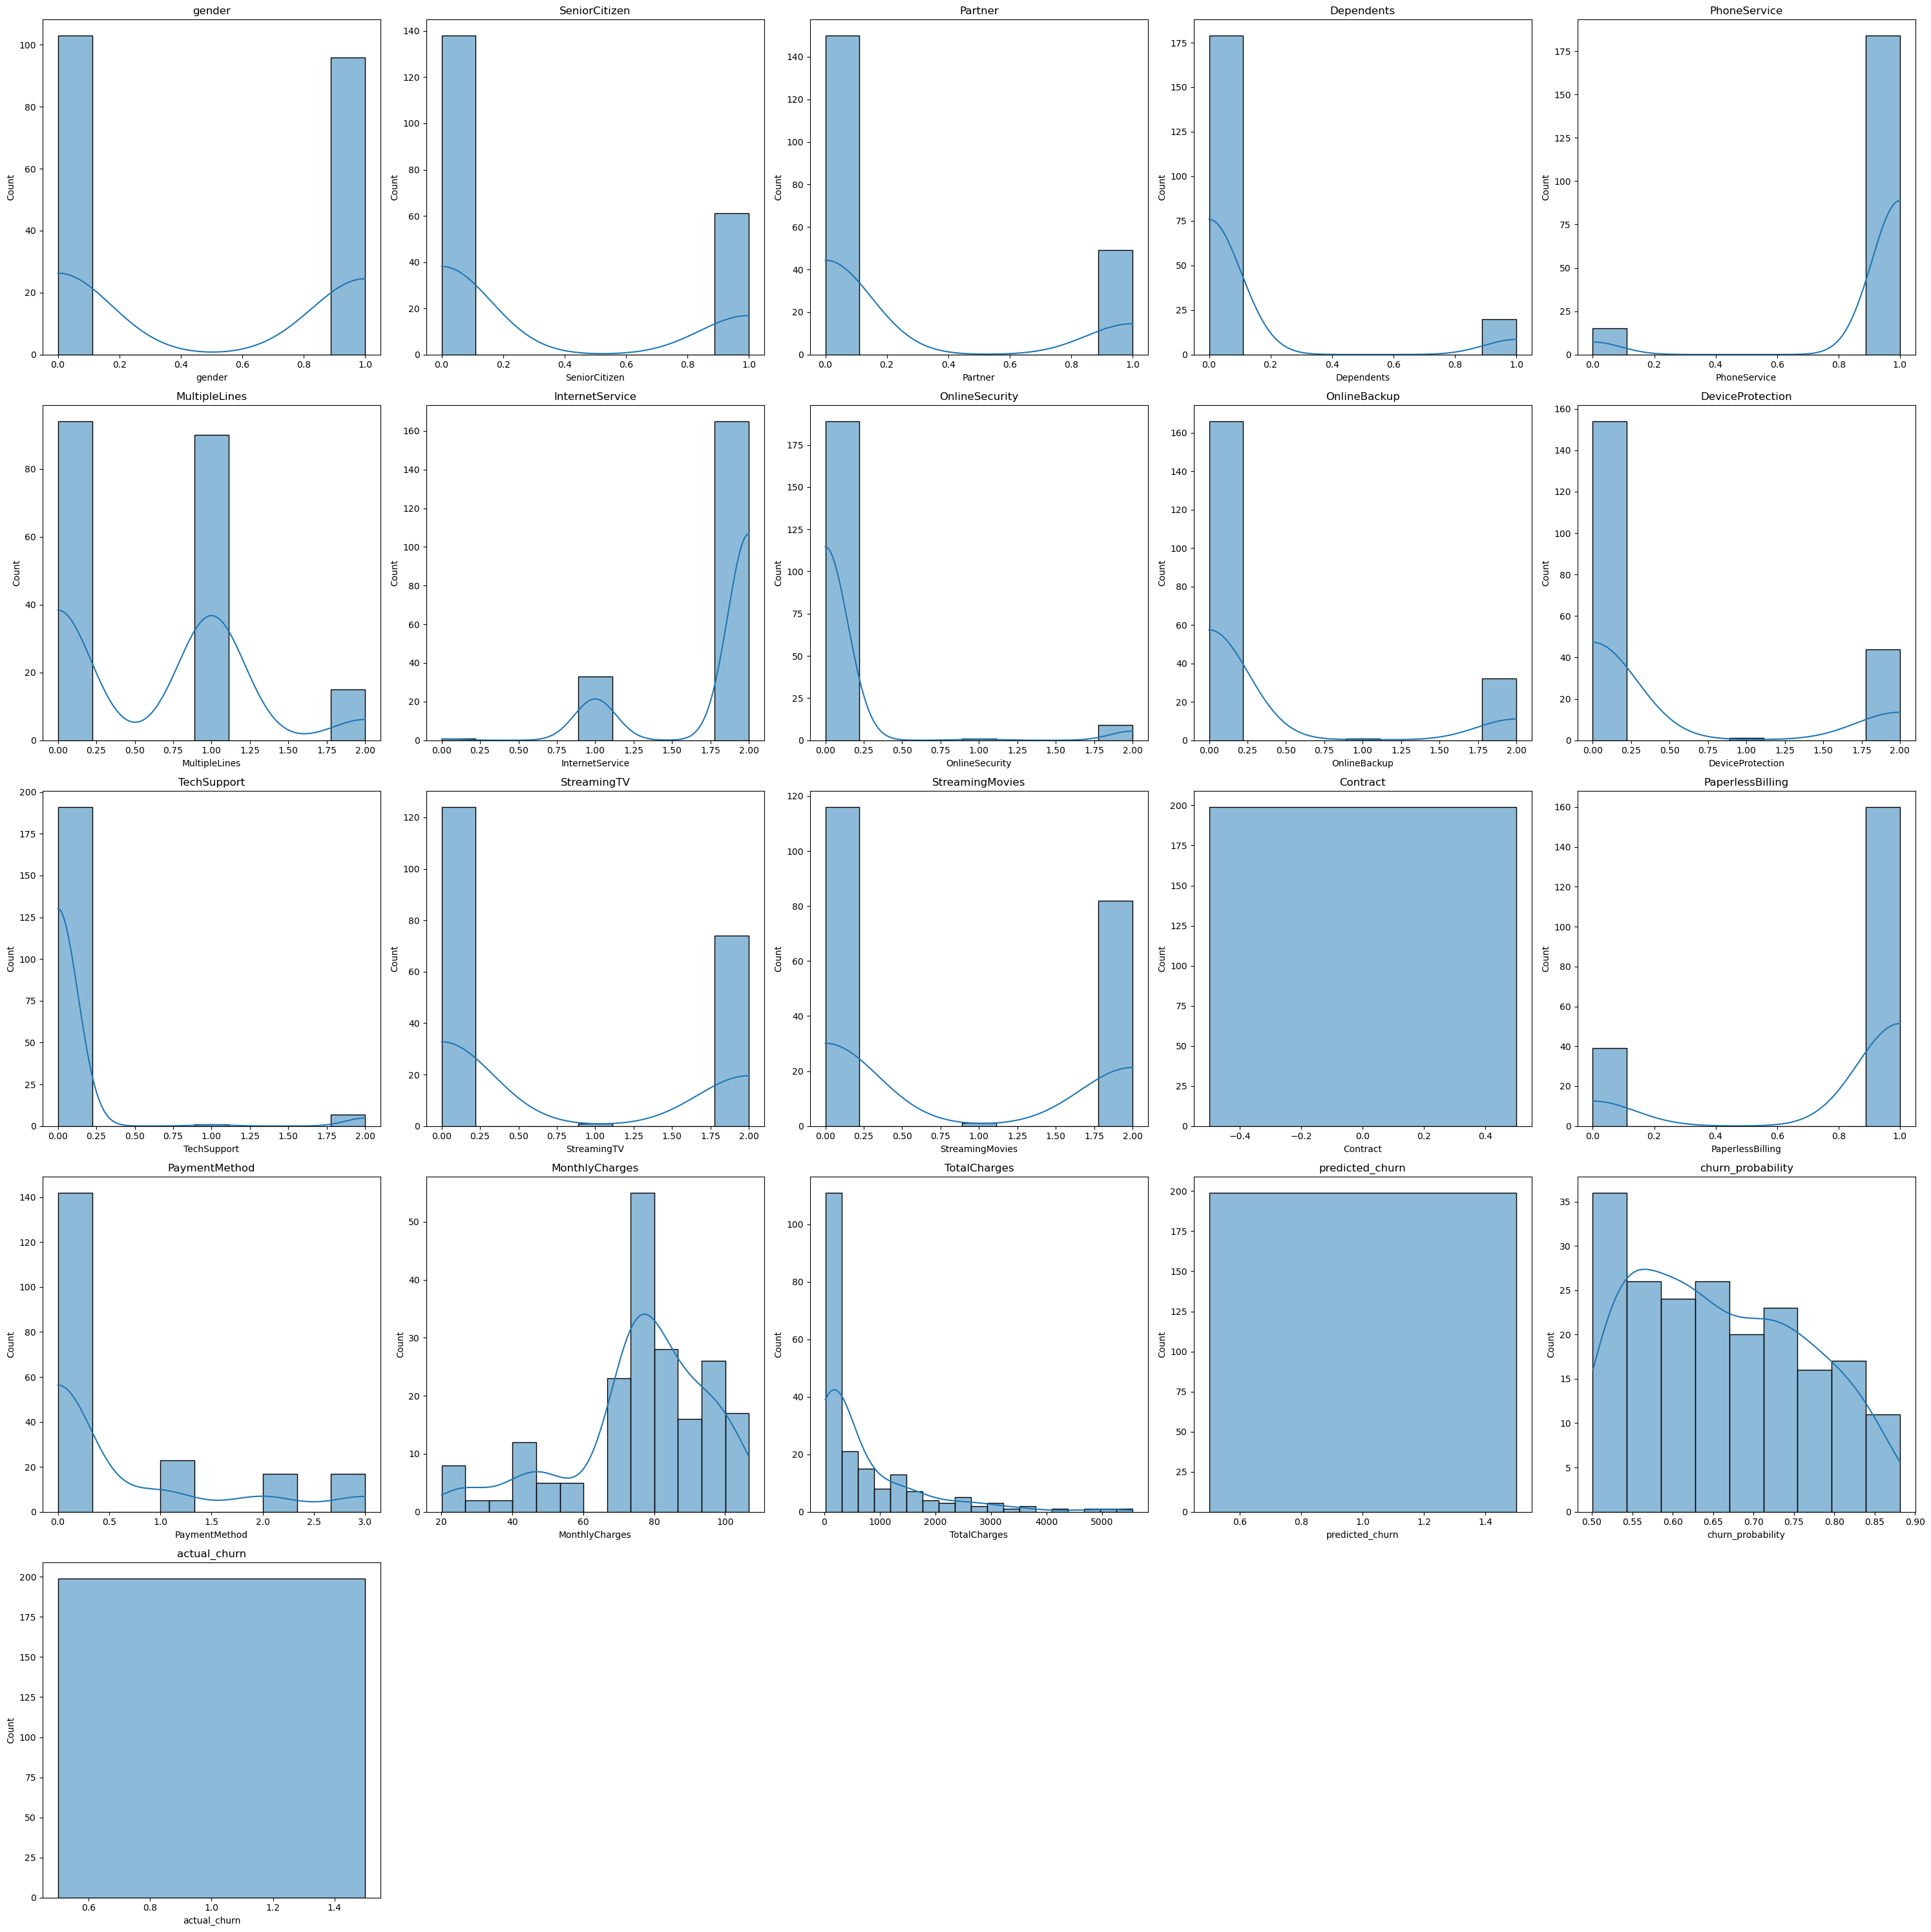 gender
Count
100
80
60
40
20
0
0.0 0.2 0.4 0.6 0.8 1.0
gender
SeniorCitizen
Count
140
120
100
80
60
40
20
0
0.0 0.2 0.4 0.6 0.8 1.0
SeniorCitizen
Partner
Count
140
120
100
80
60
40
20
0
0.0 0.2 0.4 0.6 0.8 1.0
Partner
Dependents
Count
175
150
125
100
75
50
25
0
0.0 0.2 0.4 0.6 0.8 1.0
Dependents
PhoneService
Count
175
150
125
100
75
50
25
0
0.0 0.2 0.4 0.6 0.8 1.0
PhoneService
MultipleLines
Count
80
60
40
20
0
0.00 0.25 0.50 0.75 1.00 1.25 1.50 1.75 2.00
MultipleLines
InternetService
Count
160
140
120
100
80
60
40
20
0
0.00 0.25 0.50 0.75 1.00 1.25 1.50 1.75 2.00
InternetService
OnlineSecurity
Count
175
150
125
100
75
50
25
0
0.00 0.25 0.50 0.75 1.00 1.25 1.50 1.75 2.00
OnlineSecurity
OnlineBackup
Count
160
140
120
100
80
60
40
20
0
0.00 0.25 0.50 0.75 1.00 1.25 1.50 1.75 2.00
OnlineBackup
DeviceProtection
Count
160
140
120
100
80
60
40
20
0
0.00 0.25 0.50 0.75 1.00 1.25 1.50 1.75 2.00
DeviceProtection
TechSupport
Count
200
175
150
125
100
75
50
25
0
0.00 0.25 0.50 0.75 1.00 1.25 1.50 1.75 2.00
TechSupport
StreamingTV
Count
120
100
80
60
40
20
0
0.00 0.25 0.50 0.75 1.00 1.25 1.50 1.75 2.00
StreamingTV
StreamingMovies
Count
120
100
80
60
40
20
0
0.00 0.25 0.50 0.75 1.00 1.25 1.50 1.75 2.00
StreamingMovies
Contract
Count
200
175
150
125
100
75
50
25
0
−0.4 −0.2 0.0 0.2 0.4
Contract
PaperlessBilling
Count
160
140
120
100
80
60
40
20
0
0.0 0.2 0.4 0.6 0.8 1.0
PaperlessBilling
PaymentMethod
Count
140
120
100
80
60
40
20
0
0.0 0.5 1.0 1.5 2.0 2.5 3.0
PaymentMethod
MonthlyCharges
Count
50
40
30
20
10
0
20 40 60 80 100
MonthlyCharges
TotalCharges
Count
100
80
60
40
20
0
0 1000 2000 3000 4000 5000
TotalCharges
predicted_churn
Count
200
175
150
125
100
75
50
25
0
0.6 0.8 1.0 1.2 1.4
predicted_churn
churn_probability
Count
35
30
25
20
15
10
5
0
0.50 0.55 0.60 0.65 0.70 0.75 0.80 0.85 0.90
churn_probability
actual_churn
Count
200
175
150
125
100
75
50
25
0
0.6 0.8 1.0 1.2 1.4
actual_churn